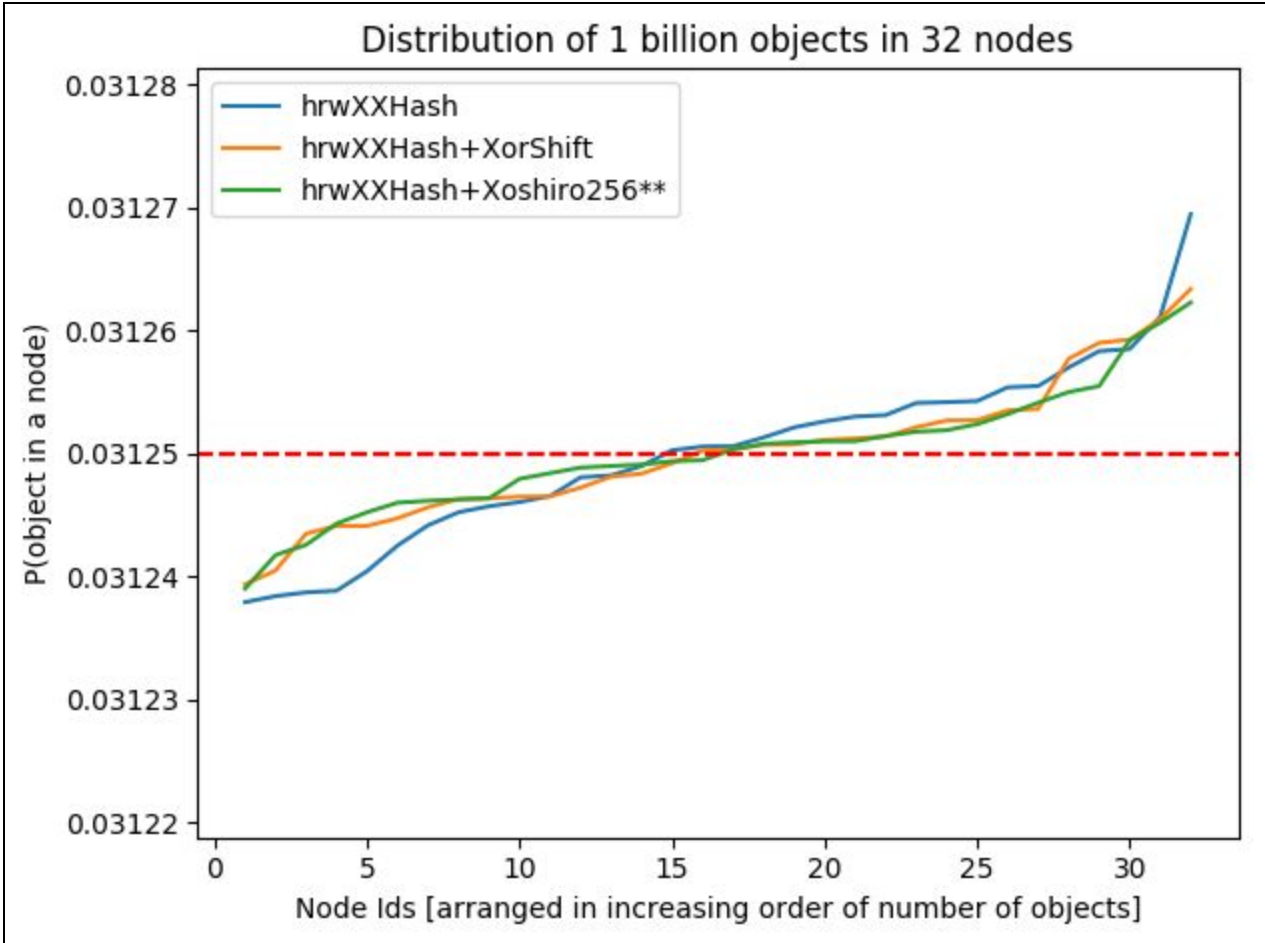 Distribution of 1 billion objects in 32 nodes
hrwXXHash
hrwXXHash+XorShift
hrwXXHash+Xoshiro256**
P(object in a node)
0.03128
0.03127
0.03126
0.03125
0.03124
0.03123
0.03122
0 5 10 15 20 25 30
Node Ids [arranged in increasing order of number of objects]